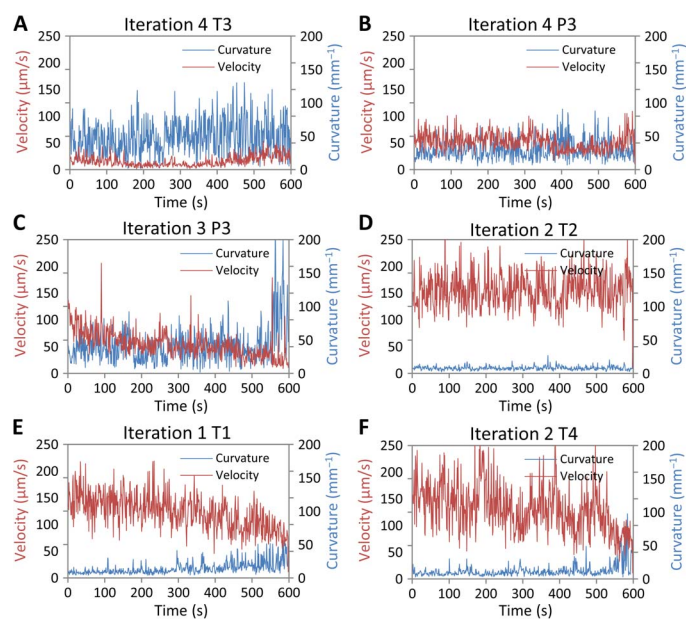 A Iteration 4 T3
250 200
200 150
150 100
100 50
50
0 0
0 100 200 300 400 500 600
Curvature
Velocity
Velocity (μm/s)
Curvature (mm⁻¹)
Time (s)
B Iteration 4 P3
250 200
200 150
150 100
100 50
50
0 0
0 100 200 300 400 500 600
Curvature
Velocity
Velocity (μm/s)
Curvature (mm⁻¹)
Time (s)
C Iteration 3 P3
250 200
200 150
150 100
100 50
50
0 0
0 100 200 300 400 500 600
Curvature
Velocity
Velocity (μm/s)
Curvature (mm⁻¹)
Time (s)
D Iteration 2 T2
250 200
200 150
150 100
100 50
50
0 0
0 100 200 300 400 500 600
Curvature
Velocity
Velocity (μm/s)
Curvature (mm⁻¹)
Time (s)
E Iteration 1 T1
250 200
200 150
150 100
100 50
50
0 0
0 100 200 300 400 500 600
Curvature
Velocity
Velocity (μm/s)
Curvature (mm⁻¹)
Time (s)
F Iteration 2 T4
250 200
200 150
150 100
100 50
50
0 0
0 100 200 300 400 500 600
Curvature
Velocity
Velocity (μm/s)
Curvature (mm⁻¹)
Time (s)